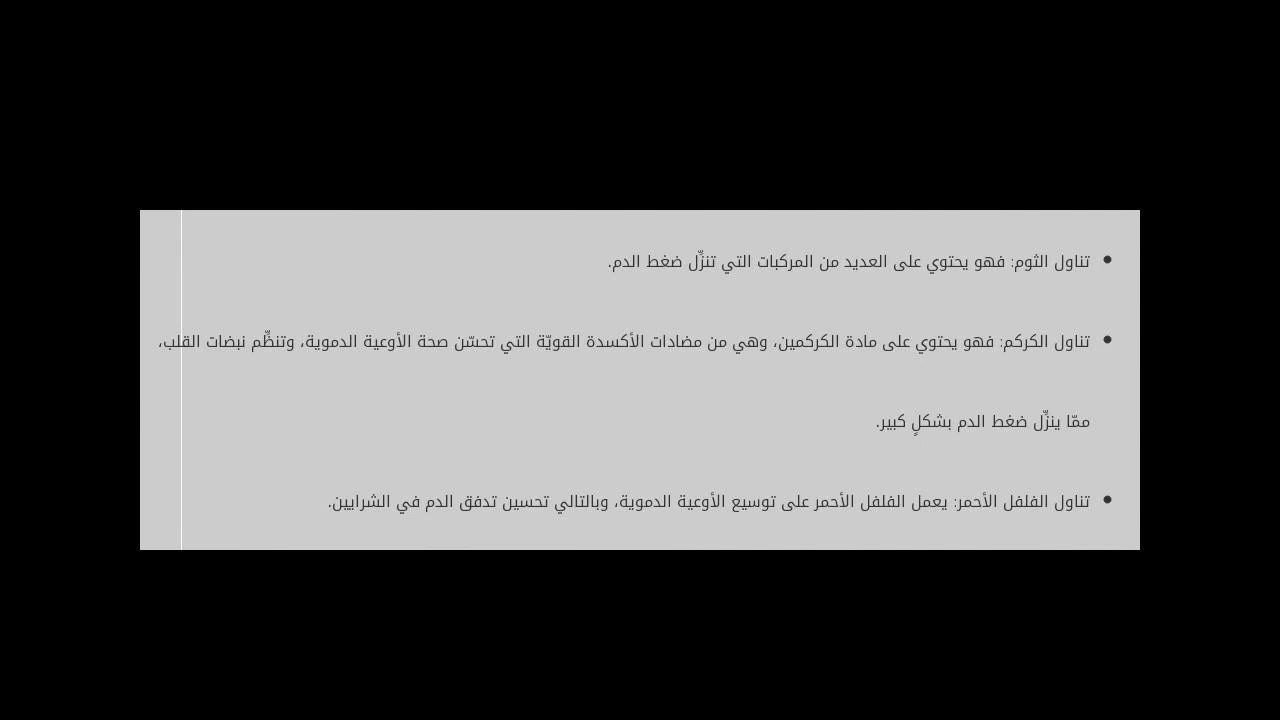 • تناول الثوم: فهو يحتوي على العديد من المركبات التي تنزِّل ضغط الدم.
• تناول الكركم: فهو يحتوي على مادة الكركمين، وهي من مضادات الأكسدة القويّة التي تحسّن صحة الأوعية الدموية، وتنظِّم نبضات القلب،
ممّا ينزِّل ضغط الدم بشكلٍ كبير.
• تناول الفلفل الأحمر: يعمل الفلفل الأحمر على توسيع الأوعية الدموية، وبالتالي تحسين تدفق الدم في الشرايين.